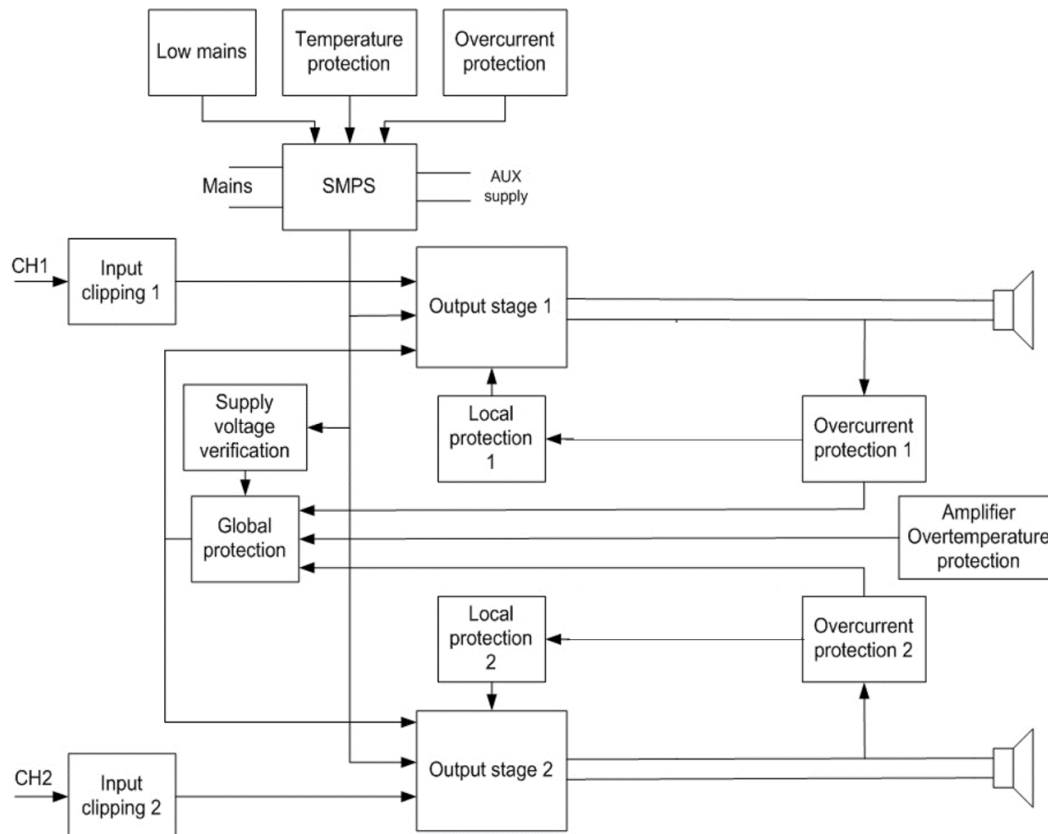 Low mains
Temperature
protection
Overcurrent
protection
Mains
SMPS
AUX
supply
CH1
Input
clipping 1
Output stage 1
Supply
voltage
verification
Local
protection
1
Overcurrent
protection 1
Global
protection
Amplifier
Overtemperature
protection
Local
protection
2
Overcurrent
protection 2
CH2
Input
clipping 2
Output stage 2